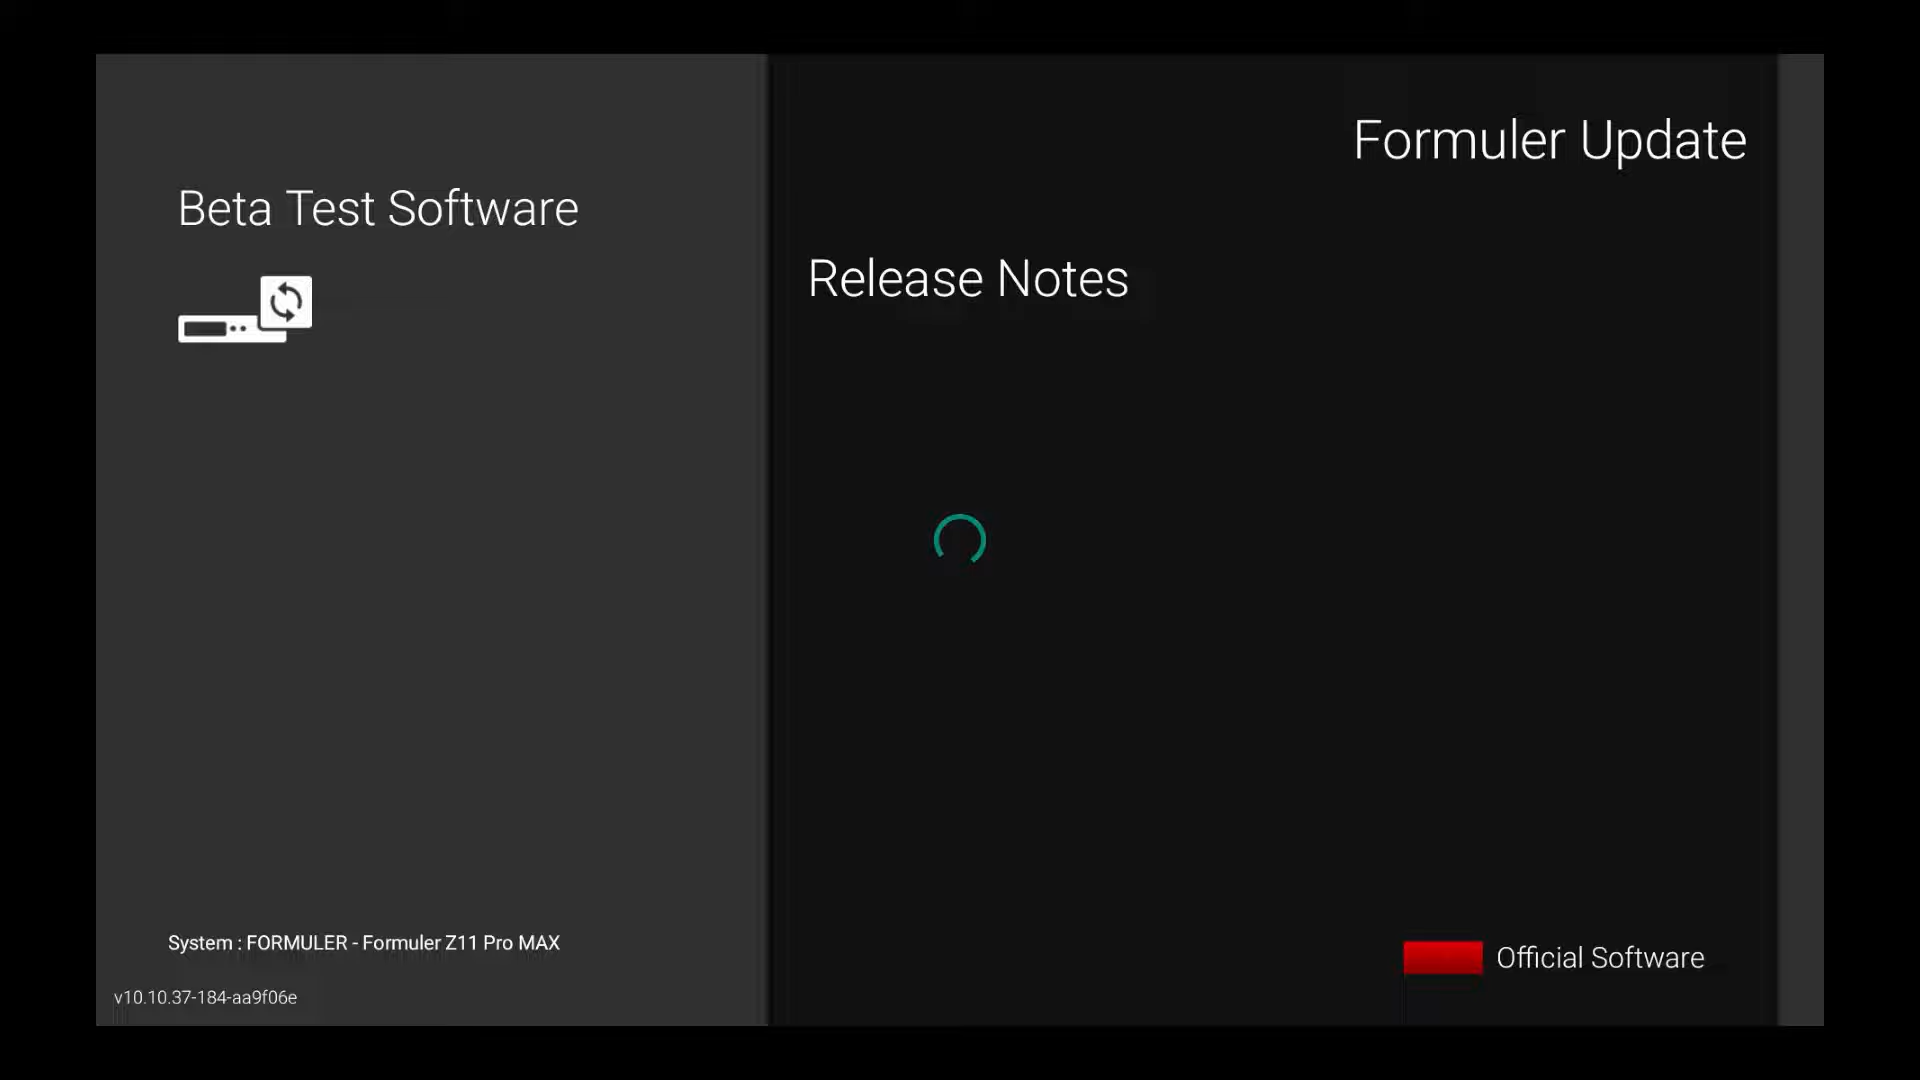 Formuler Update
Beta Test Software
Release Notes
System : FORMULER - Formuler Z11 Pro MAX
Official Software
v10.10.37-184-aa9f06e